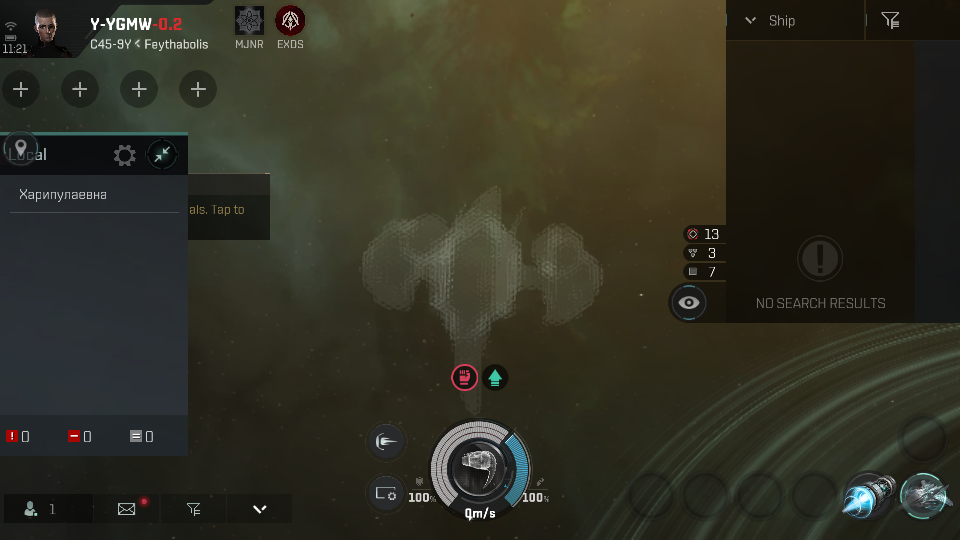 Y-YGMW-0.2
C45-9Y < Feythabolis
11:21
MJNR
EXDS
Ship
Local
Харипулаевна
als. Tap to
13
3
7
NO SEARCH RESULTS
0
0
0
100%
100%
0m/s
1